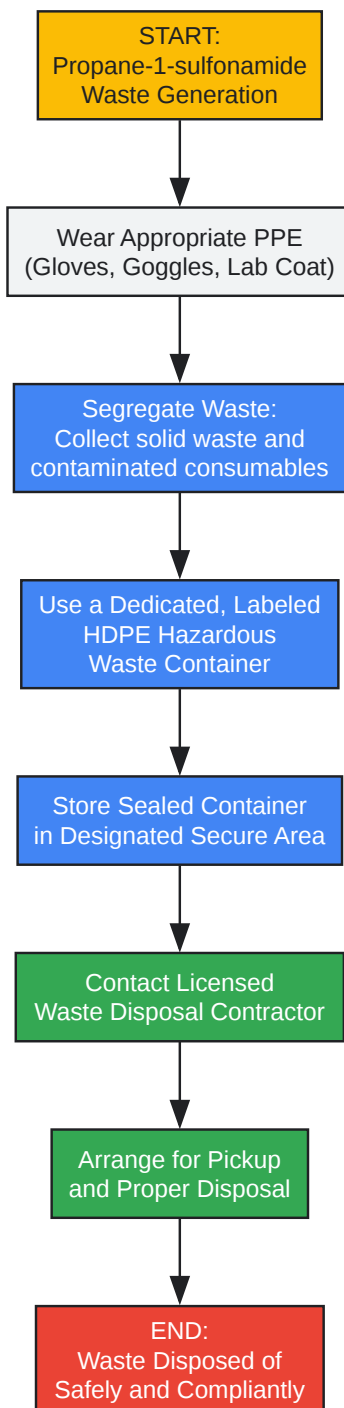 START:
Propane-1-sulfonamide
Waste Generation
Wear Appropriate PPE
(Gloves, Goggles, Lab Coat)
Segregate Waste:
Collect solid waste and
contaminated consumables
Use a Dedicated, Labeled
HDPE Hazardous
Waste Container
Store Sealed Container
in Designated Secure Area
Contact Licensed
Waste Disposal Contractor
Arrange for Pickup
and Proper Disposal
END:
Waste Disposed of
Safely and Compliantly